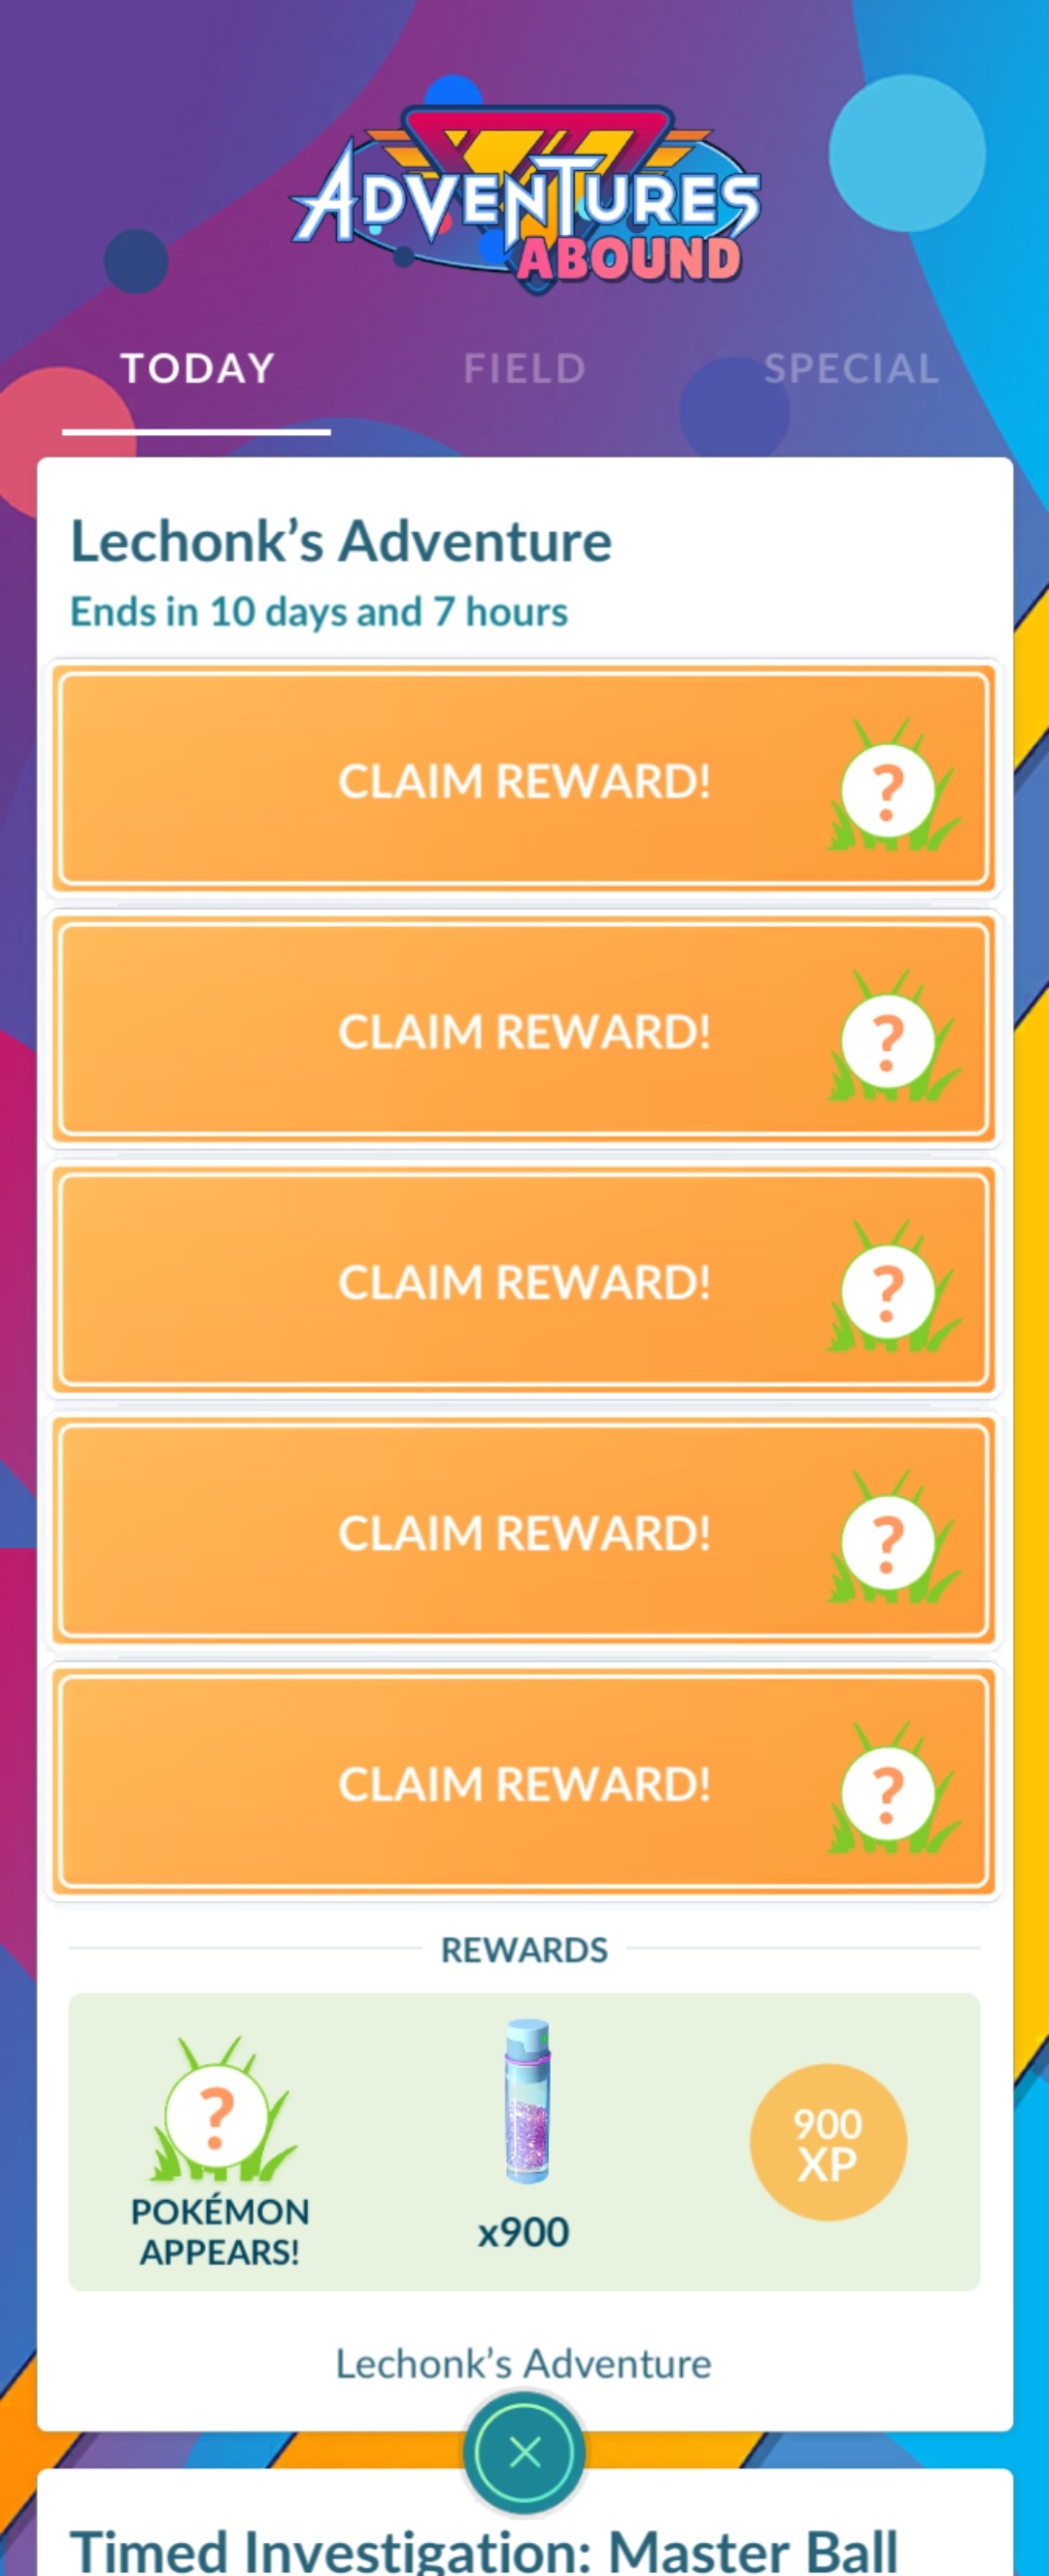 ADVENTURES
ABOUND
TODAY
FIELD
SPECIAL
Lechonk’s Adventure
Ends in 10 days and 7 hours
CLAIM REWARD!
?
CLAIM REWARD!
?
CLAIM REWARD!
?
CLAIM REWARD!
?
CLAIM REWARD!
?
REWARDS
?
POKÉMON
APPEARS!
x900
900
XP
Lechonk’s Adventure
Timed Investigation: Master Ball